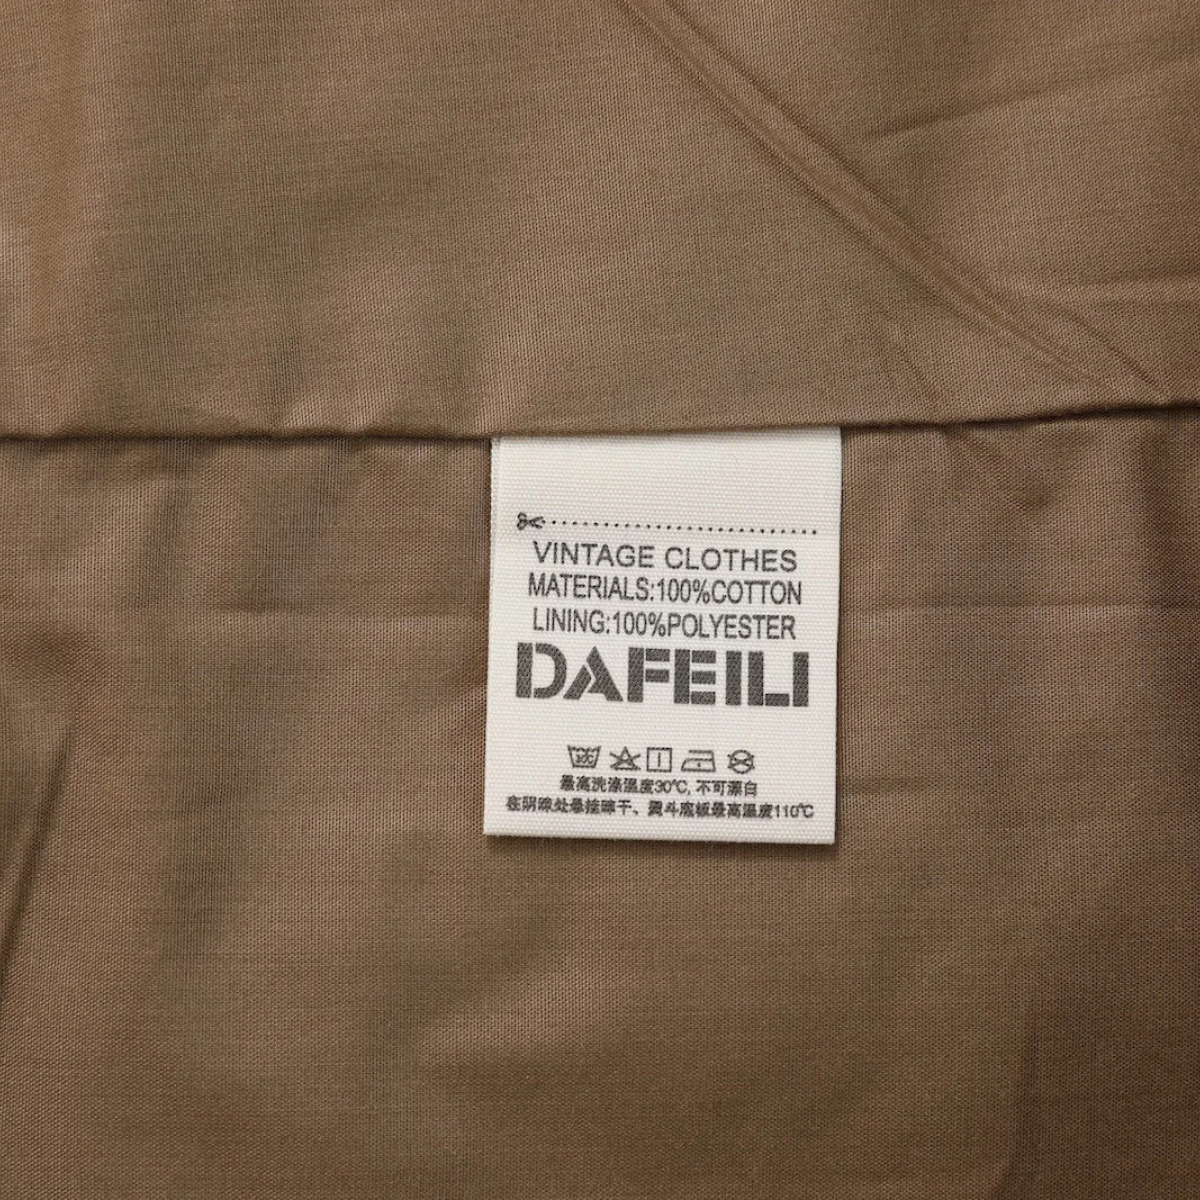 VINTAGE CLOTHES
MATERIALS:100%COTTON
LINING:100%POLYESTER
DAFEILI
30C
最高洗涤温度30℃, 不可漂白
在阴凉处悬挂晾干、熨斗底板最高温度110℃